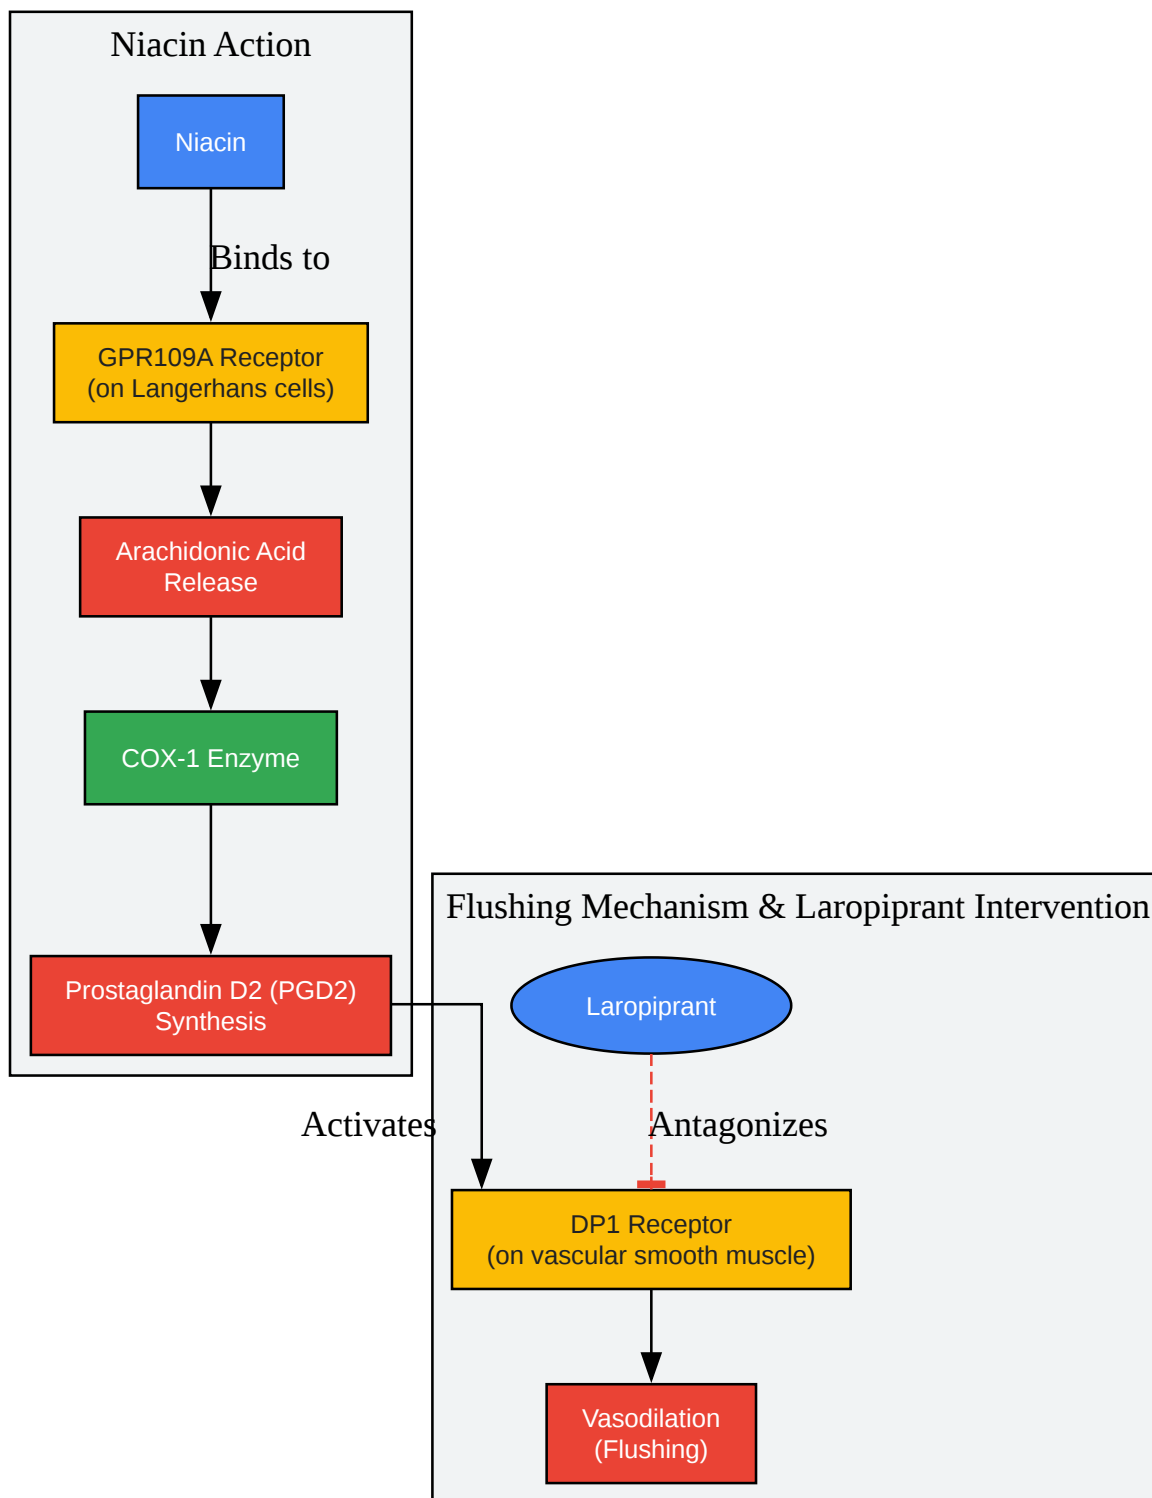 Niacin Action
Niacin
Binds to
GPR109A Receptor
(on Langerhans cells)
Arachidonic Acid
Release
COX-1 Enzyme
Prostaglandin D2 (PGD2)
Synthesis
Flushing Mechanism & Laropiprant Intervention
Laropiprant
Activates
Antagonizes
DP1 Receptor
(on vascular smooth muscle)
Vasodilation
(Flushing)